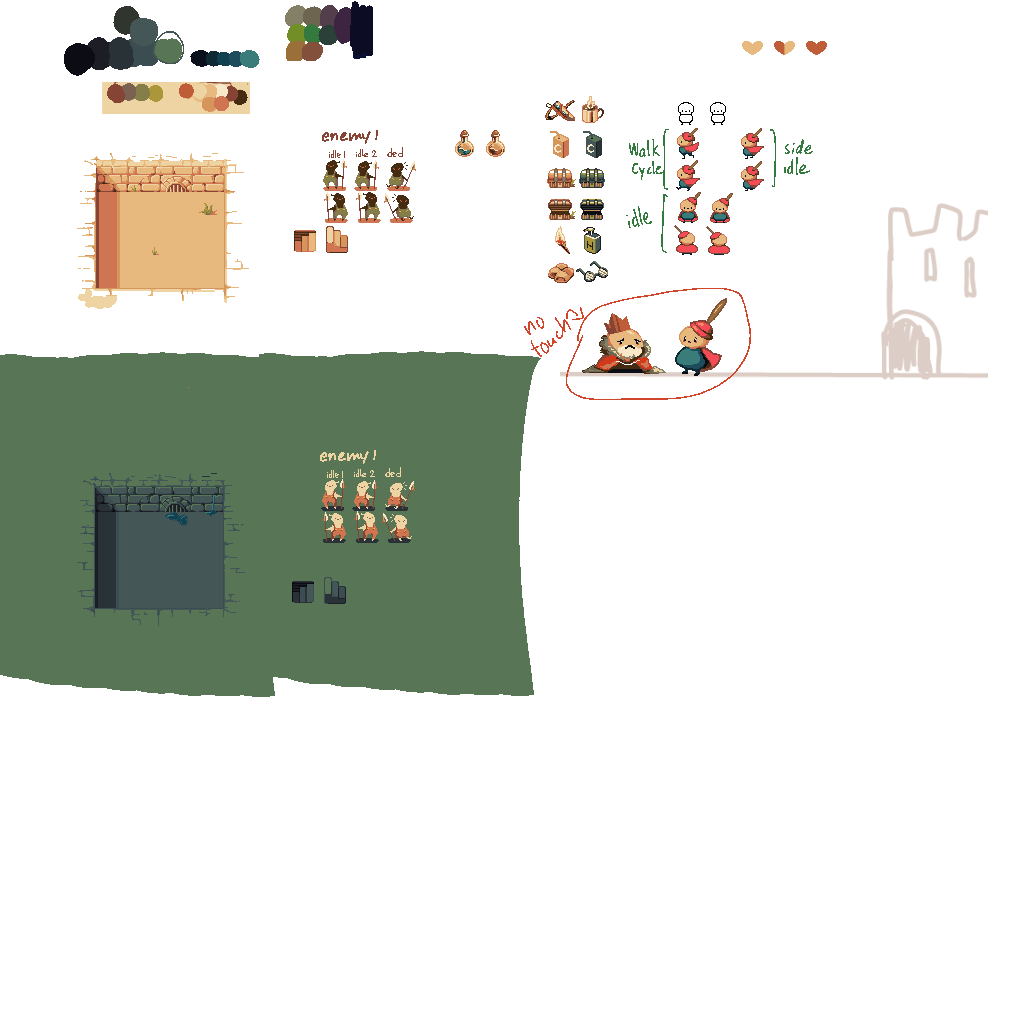 enemy!
idle 1 idle 2 ded
Walk
Cycle
side
idle
idle
no
touchy
enemy!
idle 1 idle 2 ded